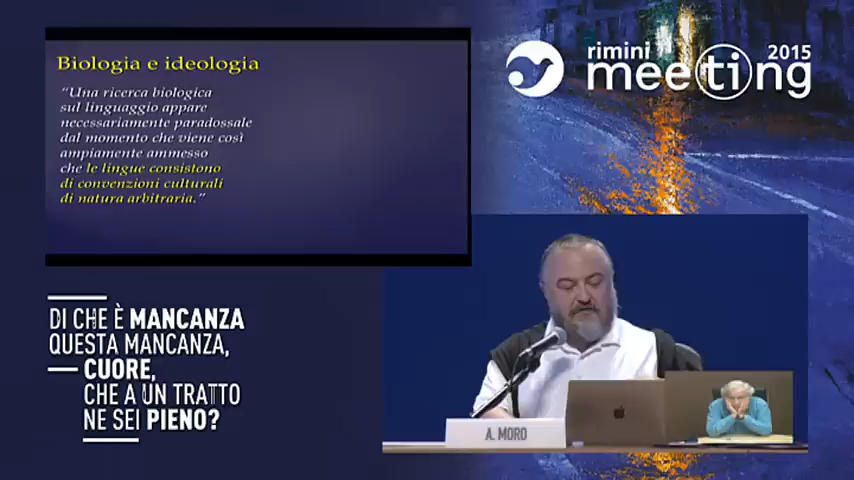 Biologia e ideologia
"Una ricerca biologica
sul linguaggio appare
necessariamente paradossale
dal momento che viene così
ampiamente ammesso
che le lingue consistono
di convenzioni culturali
di natura arbitraria."
rimini 2015
meeting
DI CHE È MANCANZA
QUESTA MANCANZA,
CUORE,
CHE A UN TRATTO
NE SEI PIENO?
A. MORO